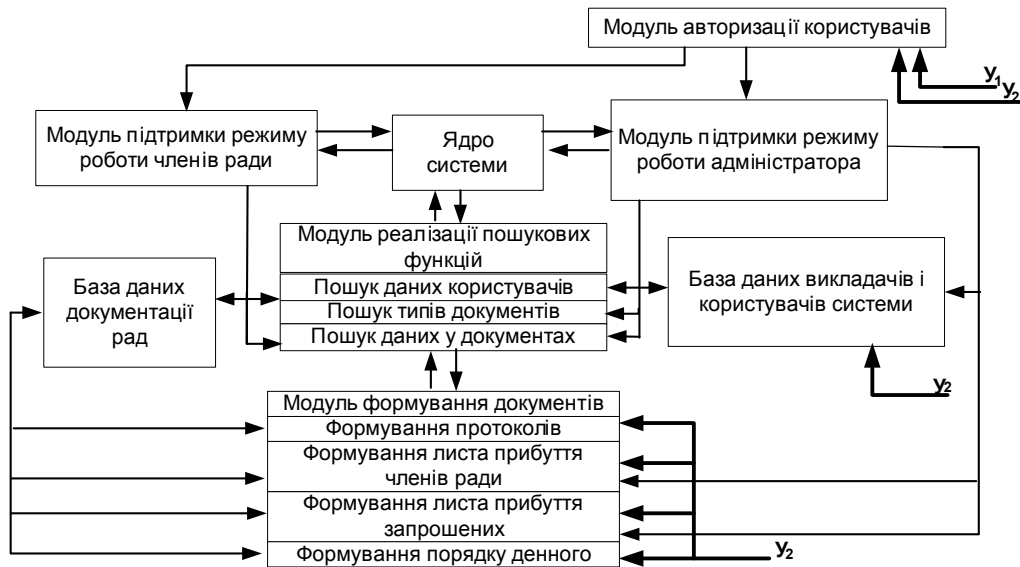 Модуль авторизації користувачів
У1
У2
Модуль підтримки режиму
роботи членів ради
Ядро
системи
Модуль підтримки режиму
роботи адміністратора
Модуль реалізації пошукових
функцій
Пошук даних користувачів
Пошук типів документів
Пошук даних у документах
База даних
документації
рад
База даних викладачів і
користувачів системи
У2
Модуль формування документів
Формування протоколів
Формування листа прибуття
членів ради
Формування листа прибуття
запрошених
Формування порядку денного
У2